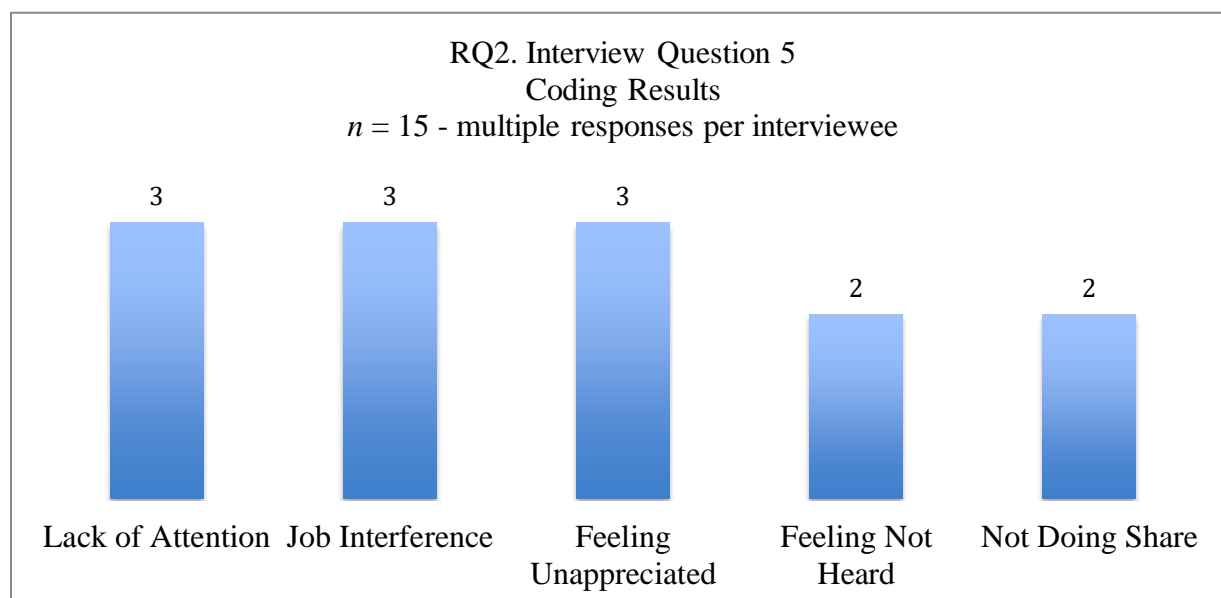 RQ2. Interview Question 5
Coding Results
n = 15 - multiple responses per interviewee
3
3
3
2
2
Lack of Attention
Job Interference
Feeling
Unappreciated
Feeling Not
Heard
Not Doing Share